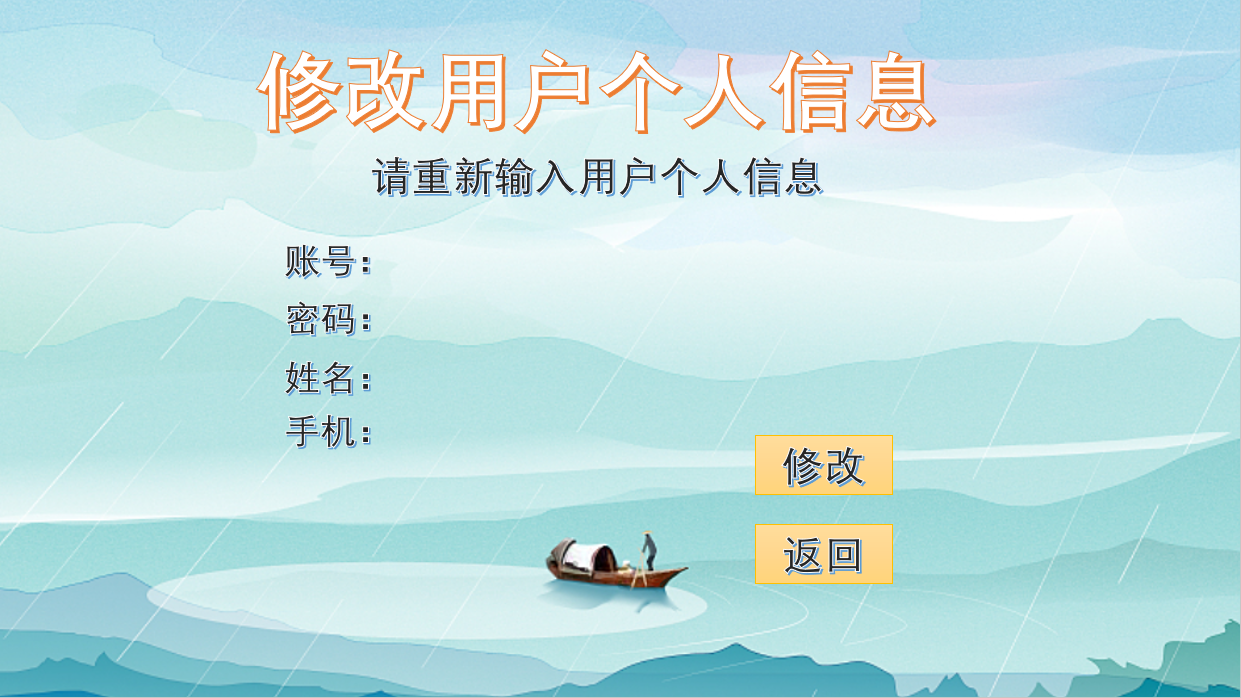 修改用户个人信息
请重新输入用户个人信息
账号：
密码：
姓名：
手机：
修改
返回